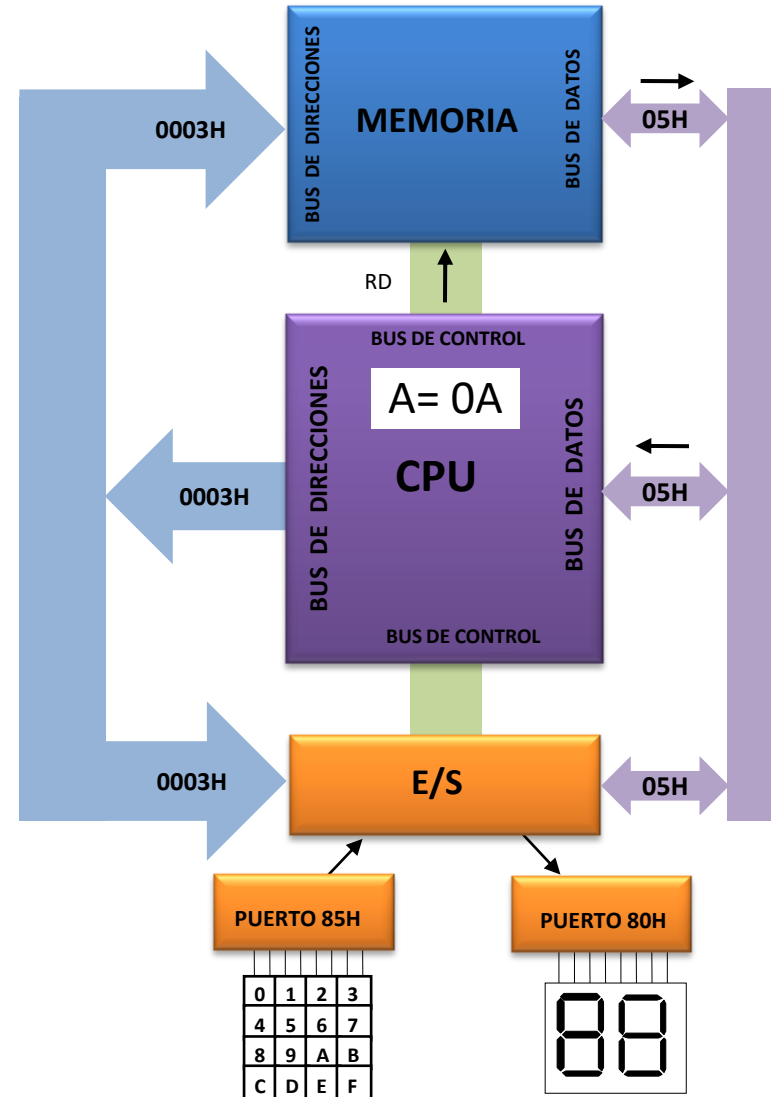 MEMORIA
BUS DE DIRECCIONES
BUS DE DATOS
0003H
05H
RD
BUS DE CONTROL
A= 0A
CPU
BUS DE DIRECCIONES
BUS DE DATOS
0003H
05H
BUS DE CONTROL
0003H
E/S
05H
PUERTO 85H
PUERTO 80H
0 1 2 3
4 5 6 7
8 9 A B
C D E F
88